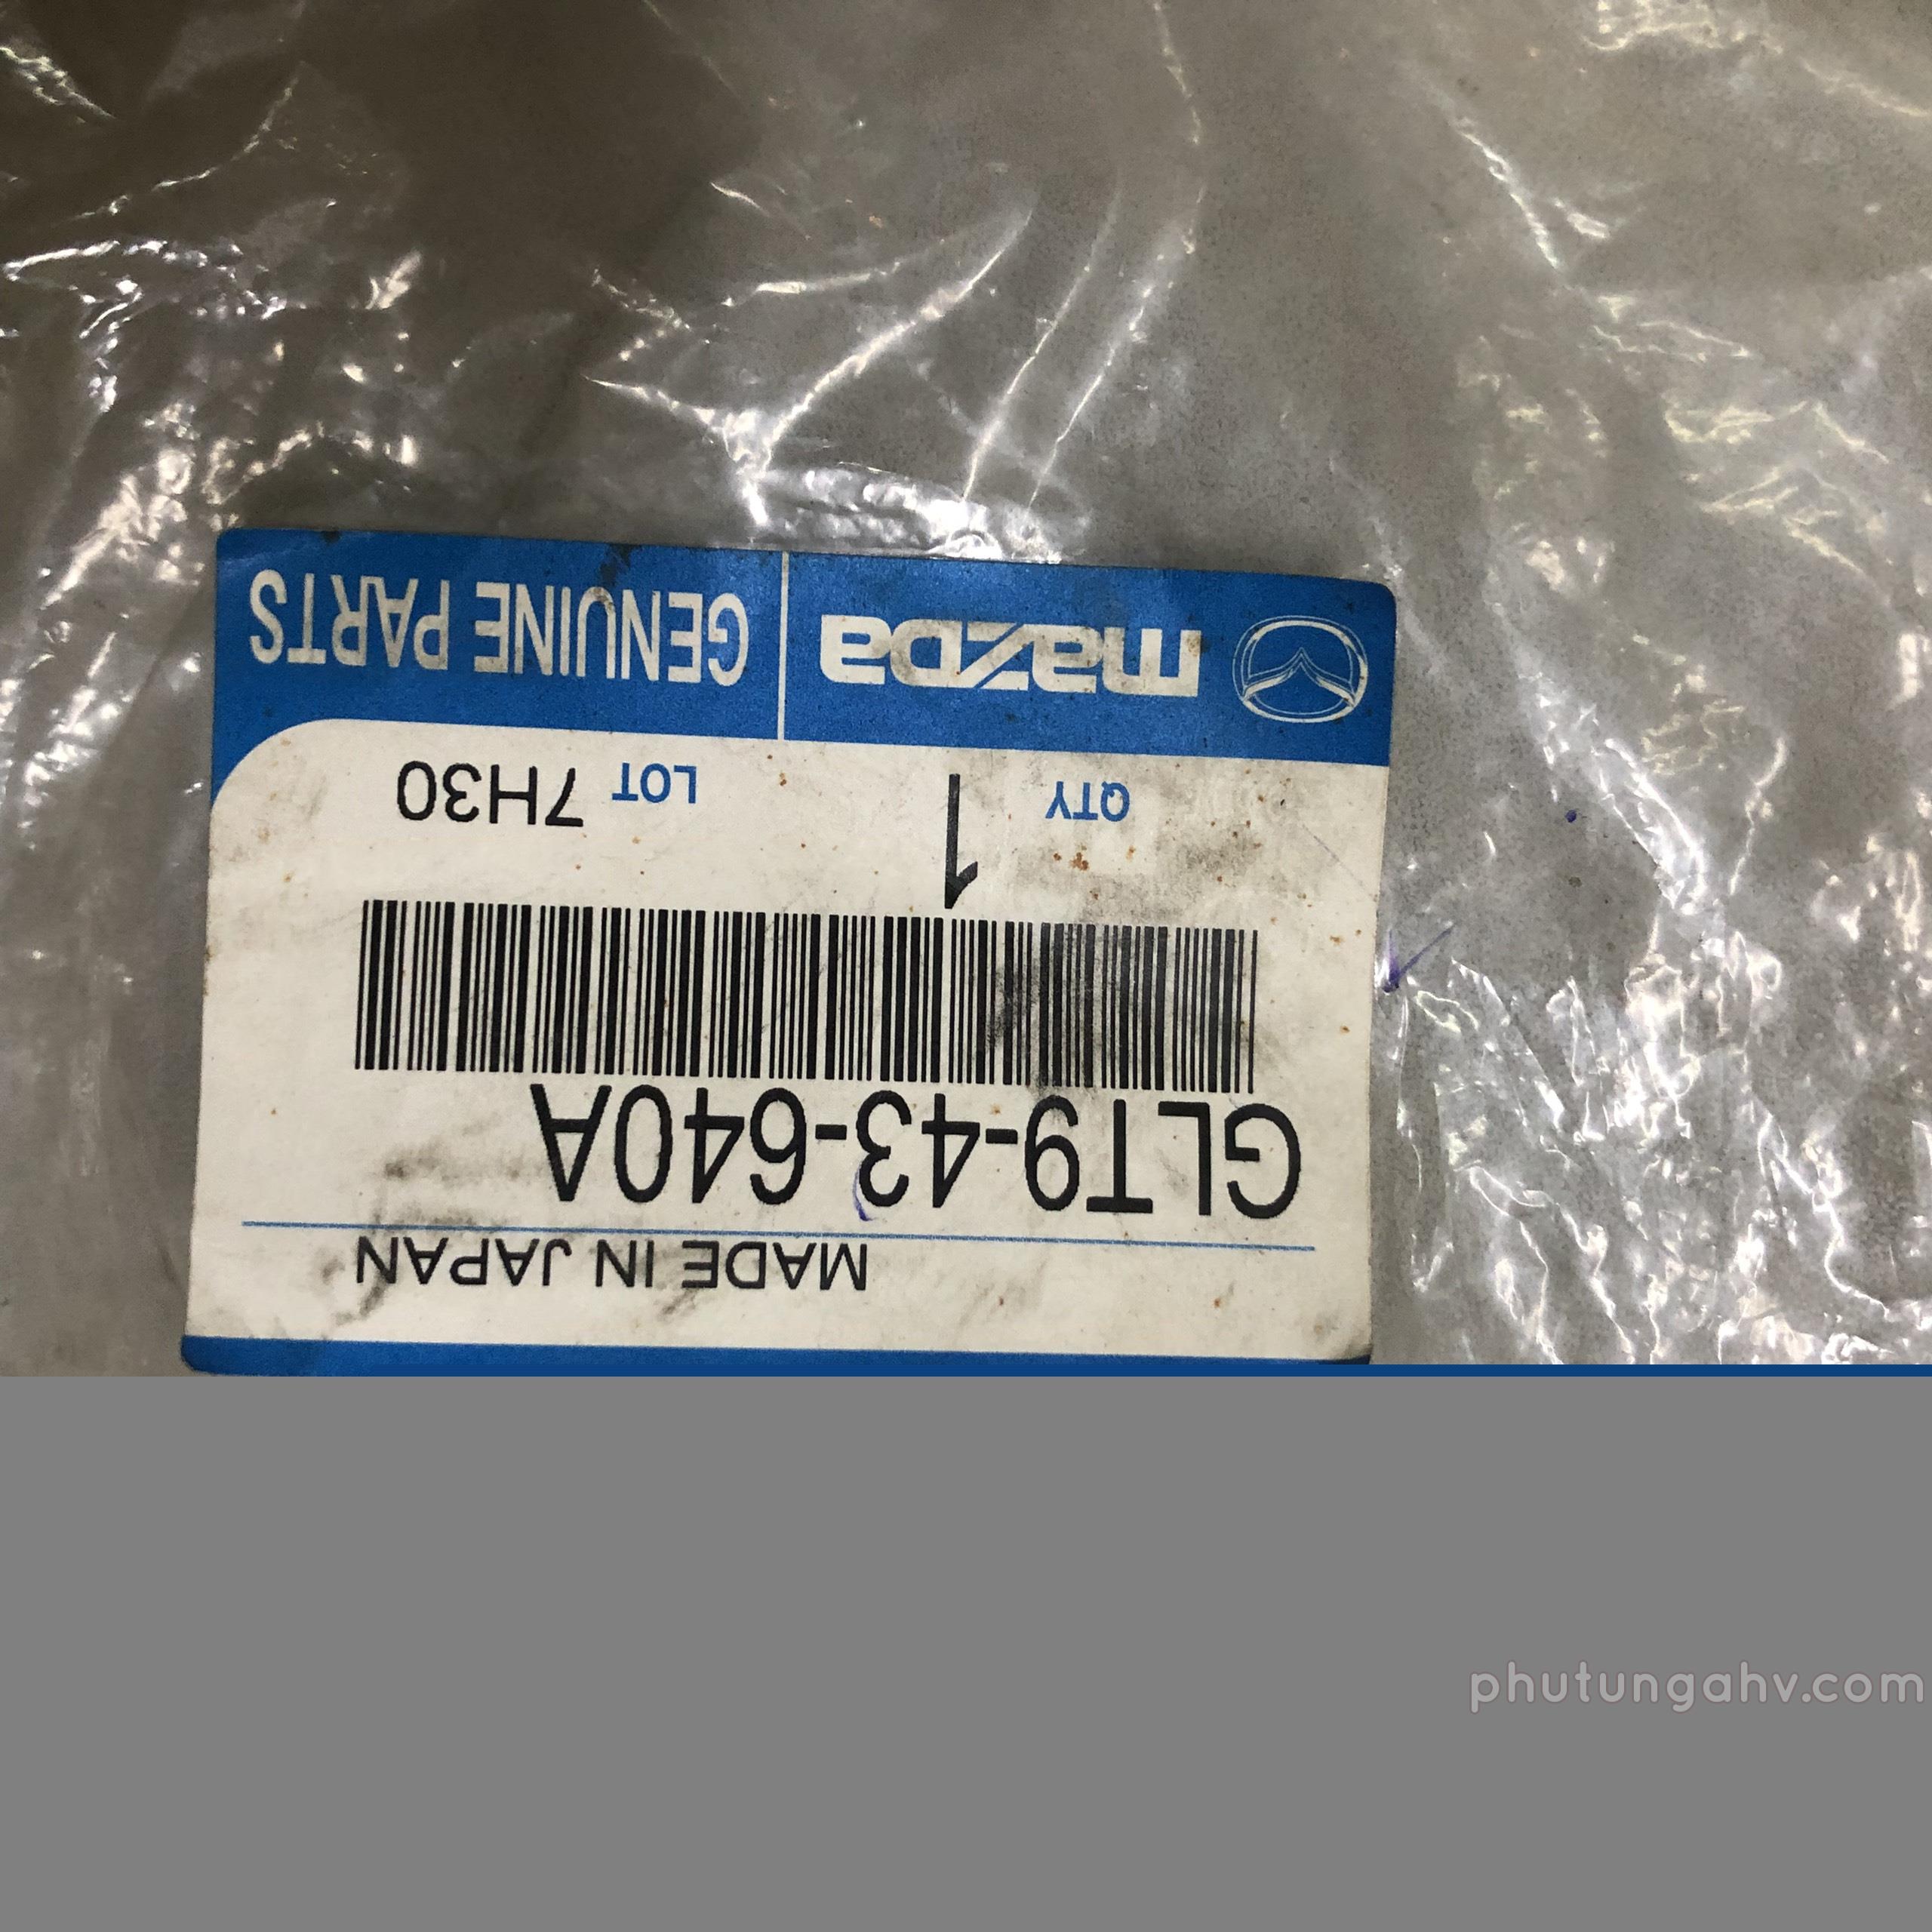 mazda GENUINE PARTS
QTY 1 LOT 7H30
GLT9-43-640A
MADE IN JAPAN
phutungahv.com